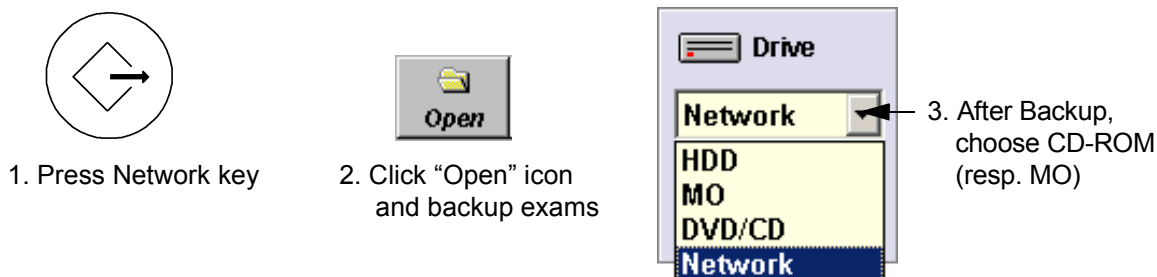 1. Press Network key
Open
2. Click “Open” icon
and backup exams
Drive
Network
HDD
MO
DVD/CD
Network
3. After Backup,
choose CD-ROM
(resp. MO)